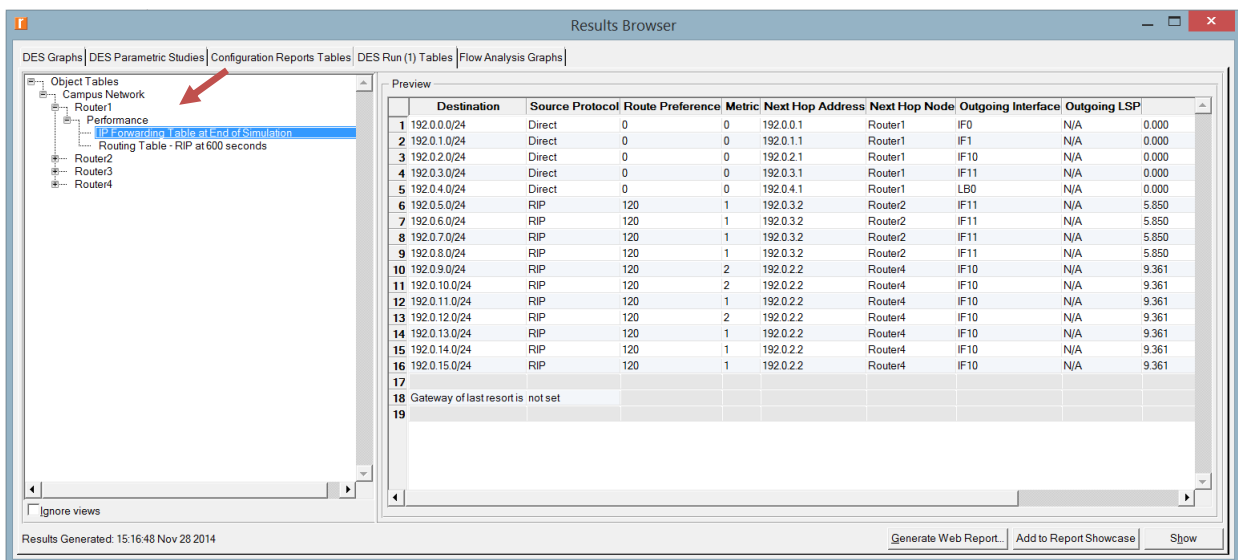 Results Browser
DES Graphs DES Parametric Studies Configuration Reports Tables DES Run (1) Tables Flow Analysis Graphs
Object Tables
Campus Network
Router1
Performance
IP Forwarding Table at End of Simulation
Routing Table - RIP at 600 seconds
Router2
Router3
Router4
Ignore views
Preview
Destination Source Protocol Route Preference Metric Next Hop Address Next Hop Node Outgoing Interface Outgoing LSP
1 192.0.0.0/24 Direct 0 0 192.0.0.1 Router1 IF0 N/A 0.000
2 192.0.1.0/24 Direct 0 0 192.0.1.1 Router1 IF1 N/A 0.000
3 192.0.2.0/24 Direct 0 0 192.0.2.1 Router1 IF10 N/A 0.000
4 192.0.3.0/24 Direct 0 0 192.0.3.1 Router1 IF11 N/A 0.000
5 192.0.4.0/24 Direct 0 0 192.0.4.1 Router1 LB0 N/A 0.000
6 192.0.5.0/24 RIP 120 1 192.0.3.2 Router2 IF11 N/A 5.850
7 192.0.6.0/24 RIP 120 1 192.0.3.2 Router2 IF11 N/A 5.850
8 192.0.7.0/24 RIP 120 1 192.0.3.2 Router2 IF11 N/A 5.850
9 192.0.8.0/24 RIP 120 1 192.0.3.2 Router2 IF11 N/A 5.850
10 192.0.9.0/24 RIP 120 2 192.0.2.2 Router4 IF10 N/A 9.361
11 192.0.10.0/24 RIP 120 2 192.0.2.2 Router4 IF10 N/A 9.361
12 192.0.11.0/24 RIP 120 1 192.0.2.2 Router4 IF10 N/A 9.361
13 192.0.12.0/24 RIP 120 2 192.0.2.2 Router4 IF10 N/A 9.361
14 192.0.13.0/24 RIP 120 1 192.0.2.2 Router4 IF10 N/A 9.361
15 192.0.14.0/24 RIP 120 1 192.0.2.2 Router4 IF10 N/A 9.361
16 192.0.15.0/24 RIP 120 1 192.0.2.2 Router4 IF10 N/A 9.361
17
18 Gateway of last resort is not set
19
Results Generated: 15:16:48 Nov 28 2014
Generate Web Report... Add to Report Showcase Show